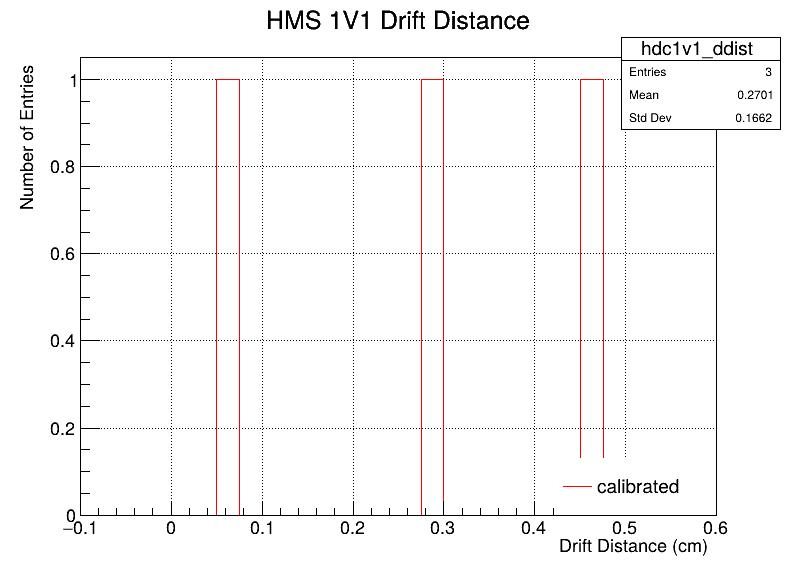 HMS 1V1 Drift Distance
hdc1v1_ddist
Entries 3
Mean 0.2701
Std Dev 0.1662
Number of Entries
1
0.8
0.6
0.4
0.2
0
−0.1 0 0.1 0.2 0.3 0.4 0.5 0.6
calibrated
Drift Distance (cm)